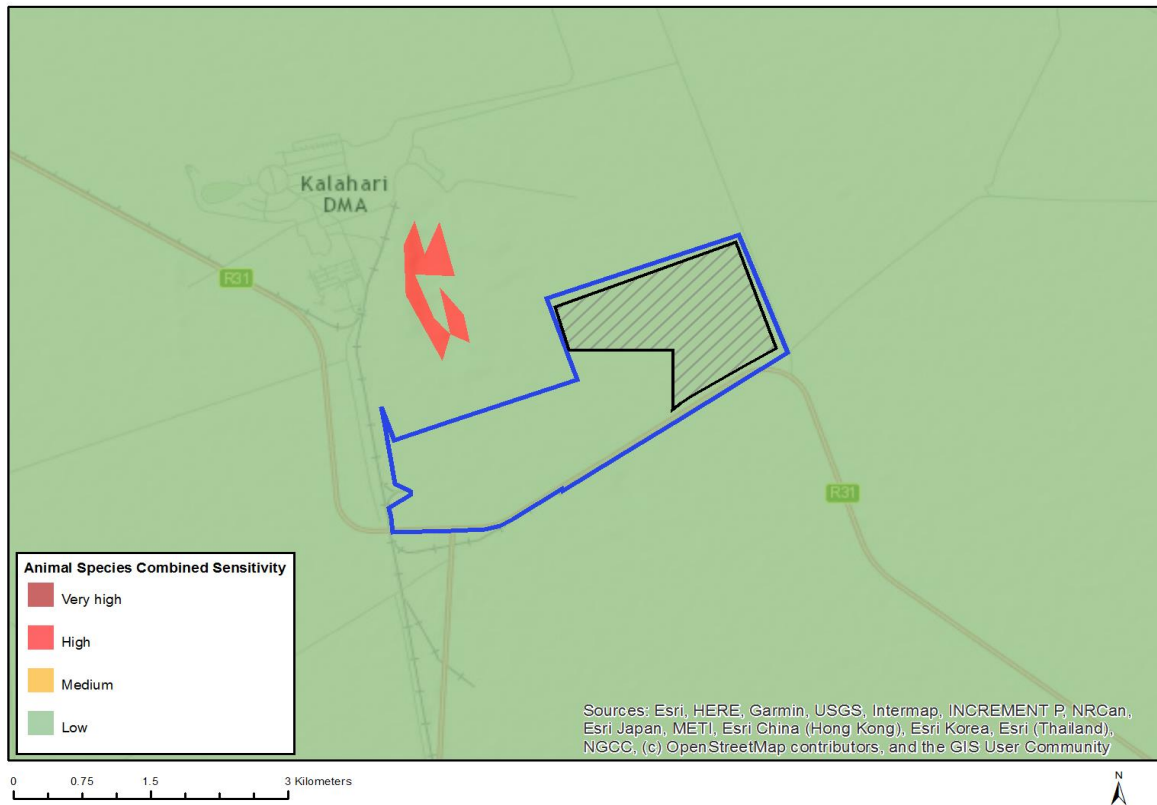 Kalahari
DMA
R31
R31
Animal Species Combined Sensitivity
Very high
High
Medium
Low
Sources: Esri, HERE, Garmin, USGS, Intermap, INCREMENT P, NRCan,
Esri Japan, METI, Esri China (Hong Kong), Esri Korea, Esri (Thailand),
NGCC, (c) OpenStreetMap contributors, and the GIS User Community
0 0.75 1.5 3 Kilometers
N